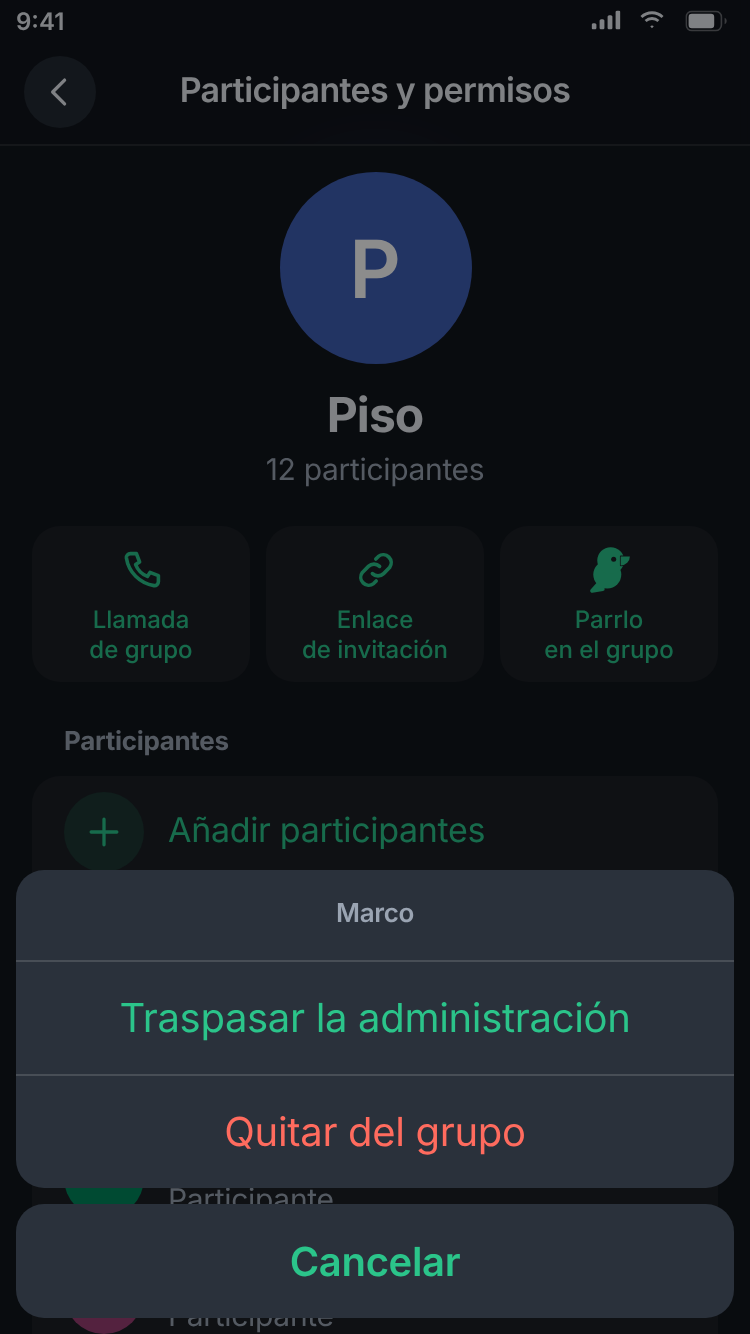 9:41
Participantes y permisos
P
Piso
12 participantes
Llamada
de grupo
Enlace
de invitación
Parrlo
en el grupo
Participantes
Añadir participantes
Marco
Traspasar la administración
Quitar del grupo
Participante
Cancelar
Participante